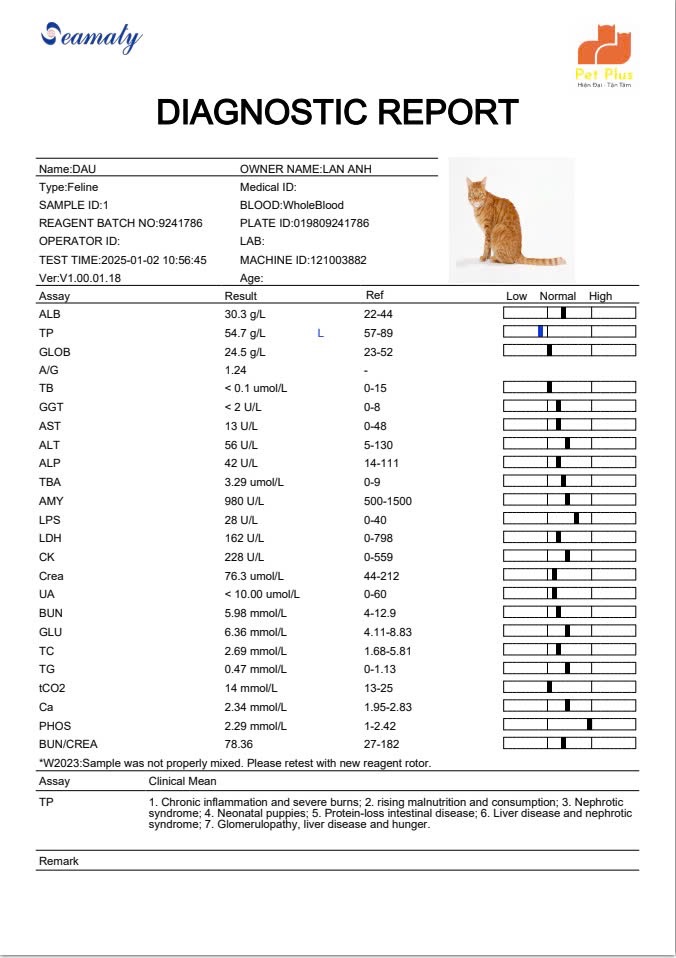 Seamaty
Pet Plus
Hiện Đại - Tận Tâm
DIAGNOSTIC REPORT
Name:DAU OWNER NAME:LAN ANH
Type:Feline Medical ID:
SAMPLE ID:1 BLOOD:WholeBlood
REAGENT BATCH NO:9241786 PLATE ID:019809241786
OPERATOR ID: LAB:
TEST TIME:2025-01-02 10:56:45 MACHINE ID:121003882
Ver:V1.00.01.18 Age:
Assay Result Ref Low Normal High
ALB 30.3 g/L 22-44
TP 54.7 g/L L 57-89
GLOB 24.5 g/L 23-52
A/G 1.24 -
TB < 0.1 umol/L 0-15
GGT < 2 U/L 0-8
AST 13 U/L 0-48
ALT 56 U/L 5-130
ALP 42 U/L 14-111
TBA 3.29 umol/L 0-9
AMY 980 U/L 500-1500
LPS 28 U/L 0-40
LDH 162 U/L 0-798
CK 228 U/L 0-559
Crea 76.3 umol/L 44-212
UA < 10.00 umol/L 0-60
BUN 5.98 mmol/L 4-12.9
GLU 6.36 mmol/L 4.11-8.83
TC 2.69 mmol/L 1.68-5.81
TG 0.47 mmol/L 0-1.13
tCO2 14 mmol/L 13-25
Ca 2.34 mmol/L 1.95-2.83
PHOS 2.29 mmol/L 1-2.42
BUN/CREA 78.36 27-182
*W2023:Sample was not properly mixed. Please retest with new reagent rotor.
Assay Clinical Mean
TP 1. Chronic inflammation and severe burns; 2. rising malnutrition and consumption; 3. Nephrotic
syndrome; 4. Neonatal puppies; 5. Protein-loss intestinal disease; 6. Liver disease and nephrotic
syndrome; 7. Glomerulopathy, liver disease and hunger.
Remark